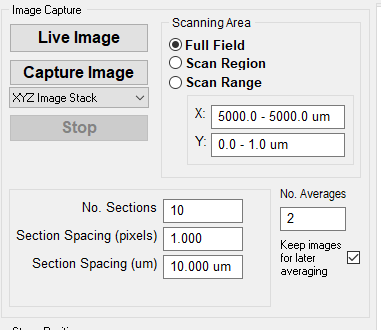 Image Capture
Live Image
Capture Image
XYZ Image Stack
Stop
Scanning Area
Full Field
Scan Region
Scan Range
X: 5000.0 - 5000.0 um
Y: 0.0 - 1.0 um
No. Sections 10
Section Spacing (pixels) 1.000
Section Spacing (um) 10.000 um
No. Averages
2
Keep images
for later
averaging